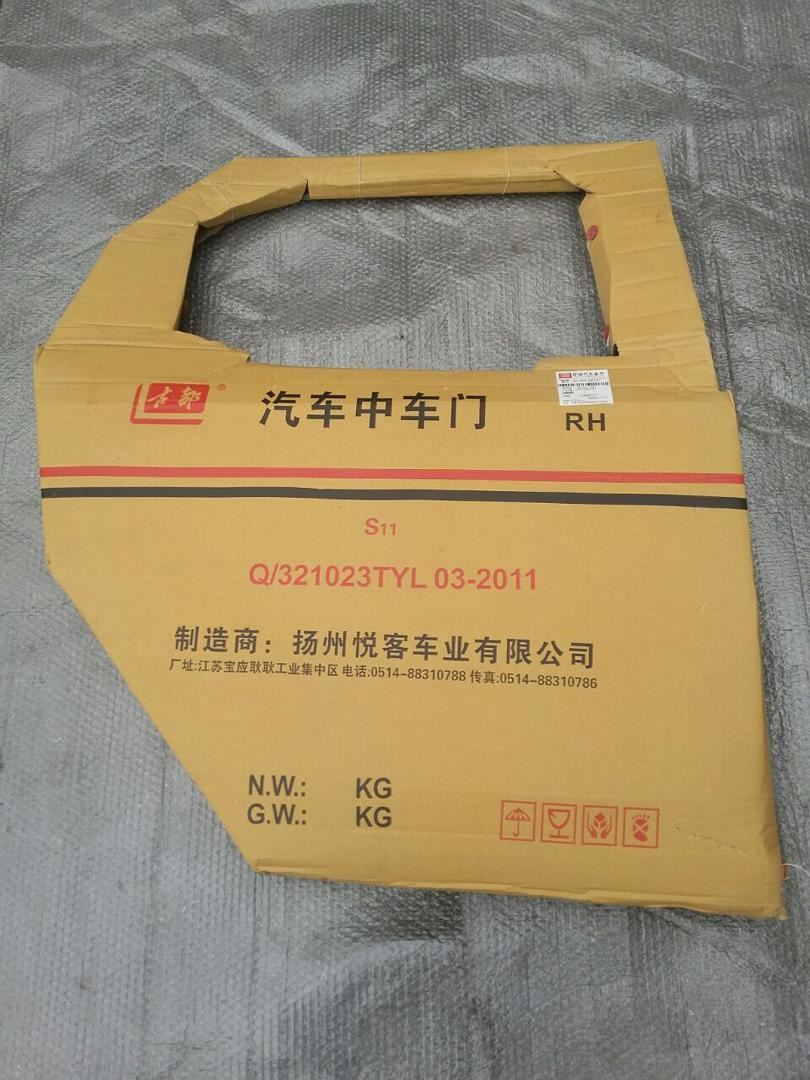 古都®
汽车中车门
RH
S11
Q/321023TYL 03-2011
制造商：扬州悦客车业有限公司
厂址:江苏宝应耿耿工业集中区 电话:0514-88310788 传真:0514-88310786
N.W.: KG
G.W.: KG